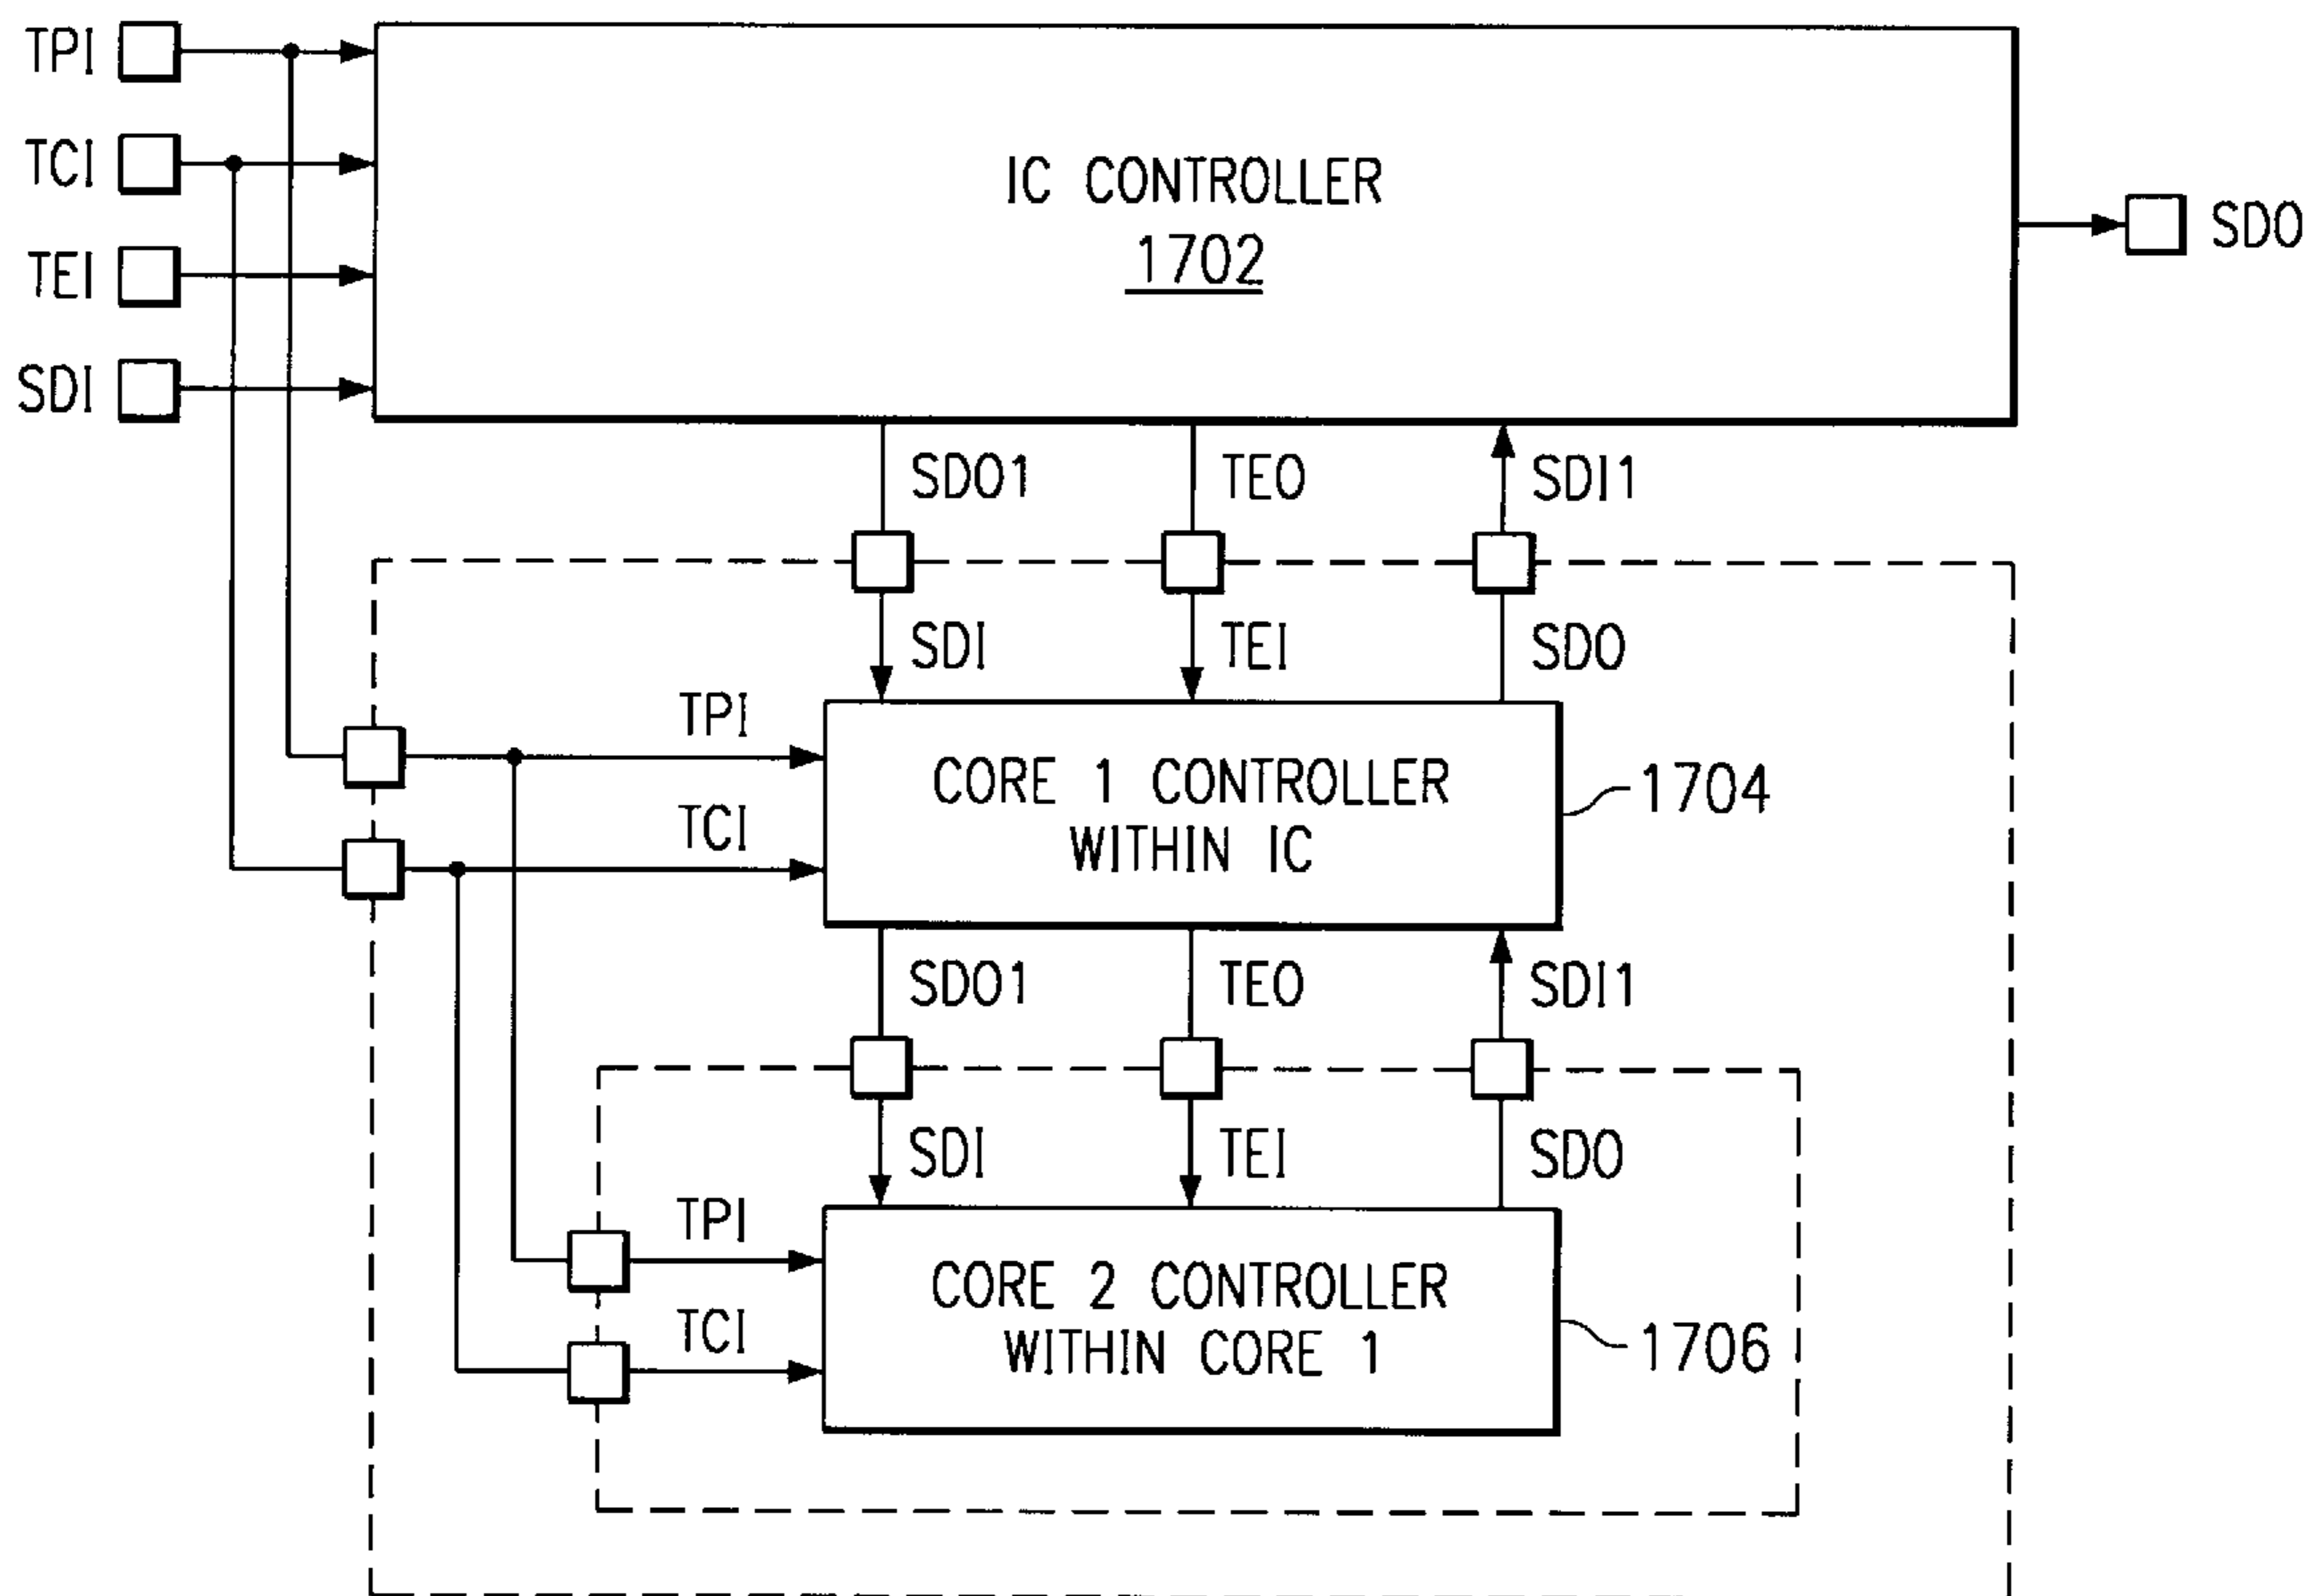 TPI
TCI
TEI
SDI
IC CONTROLLER
1702
SDO
SDO1
TEO
SDI1
SDI
TEI
SDO
TPI
TCI
CORE 1 CONTROLLER
WITHIN IC
1704
SDO1
TEO
SDI1
SDI
TEI
SDO
TPI
TCI
CORE 2 CONTROLLER
WITHIN CORE 1
1706